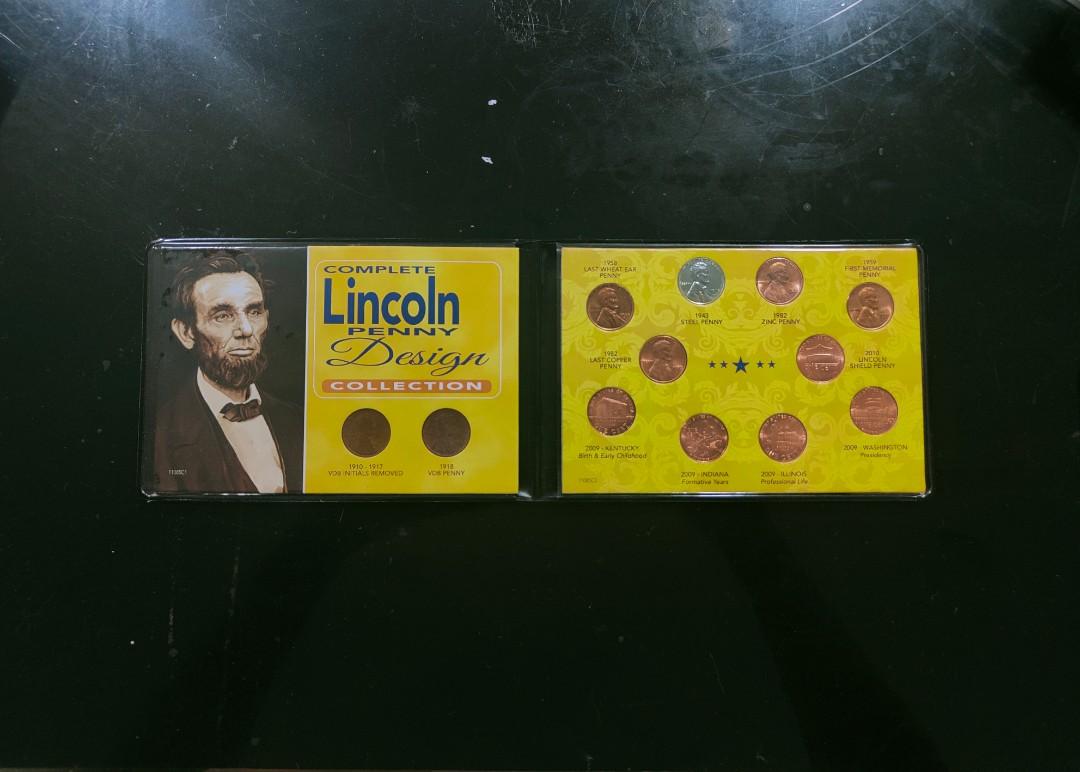 COMPLETE
Lincoln
PENNY
Design
COLLECTION
1910 - 1917
VDB INITIALS REMOVED
1918
VDB PENNY
1958
LAST WHEAT EAR
PENNY
1943
STEEL PENNY
1982
ZINC PENNY
1959
FIRST MEMORIAL
PENNY
1982
LAST COPPER
PENNY
2010
LINCOLN
SHIELD PENNY
2009 - KENTUCKY
Birth & Early Childhood
2009 - INDIANA
Formative Years
2009 - ILLINOIS
Professional Life
2009 - WASHINGTON
Presidency